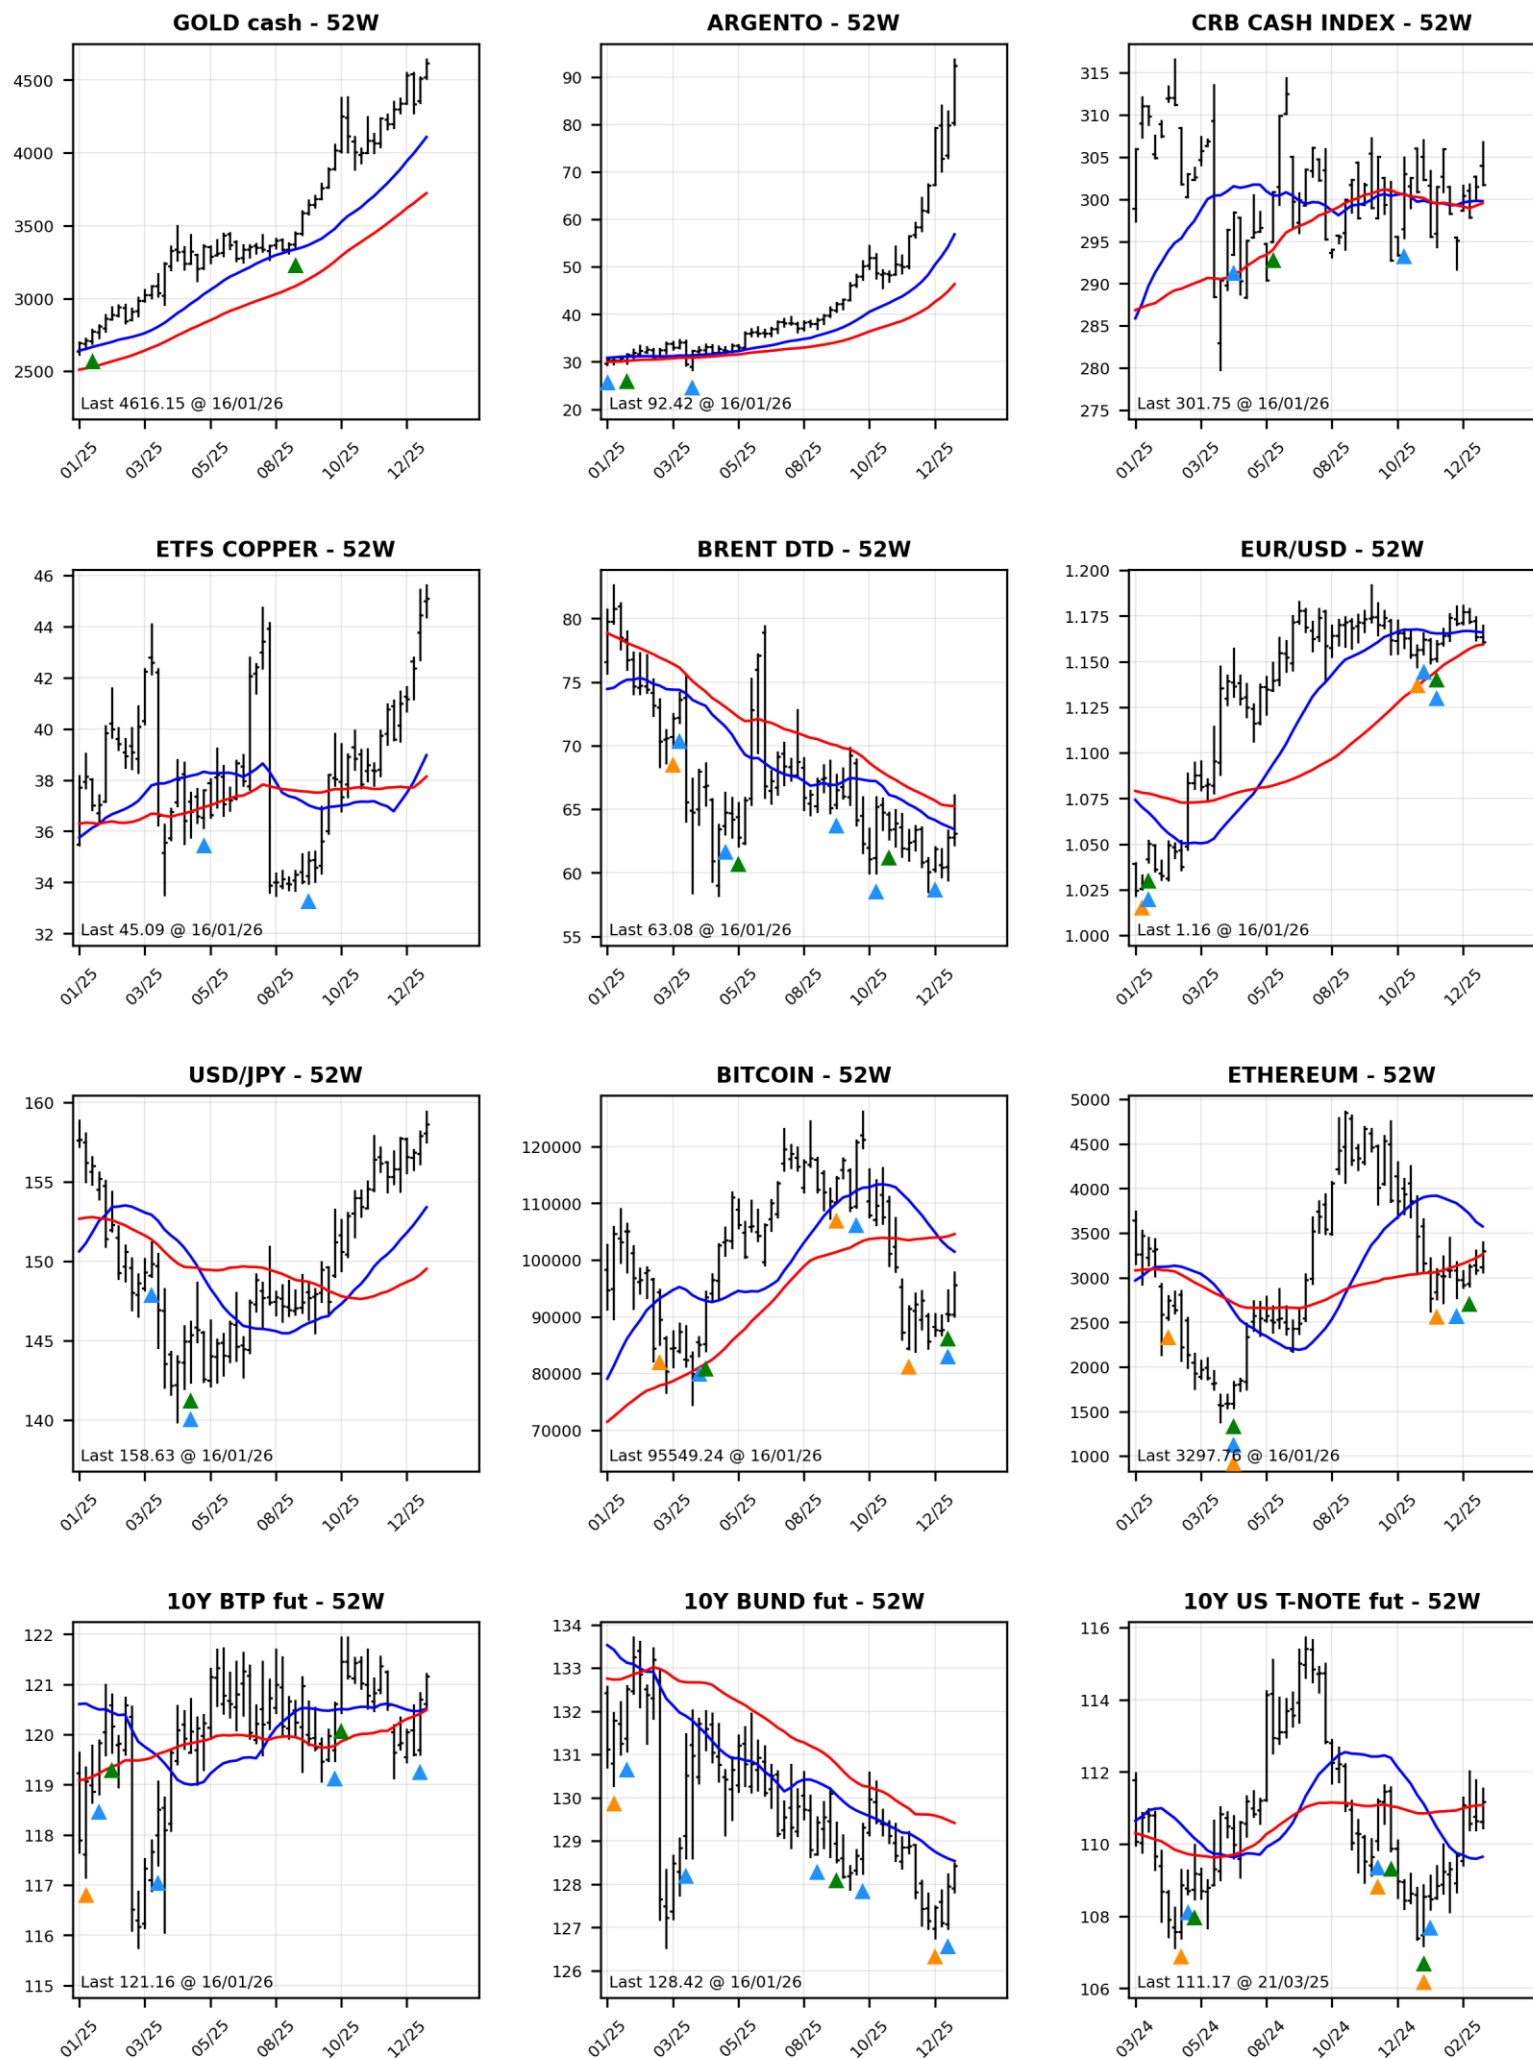 GOLD cash - 52W
4500
4000
3500
3000
2500
Last 4616.15 @ 16/01/26
01/25 03/25 05/25 08/25 10/25 12/25
ARGENTO
90
80
70
60
50
40
30
20
Last 92.42 @ 16/01/26
01/25 03/25 05/25 08/25 10/25 12/25
CRB CASH INDEX - 52W
315
310
305
300
295
290
285
280
275
Last 301.75 @ 16/01/26
01/25 03/25 05/25 08/25 10/25 12/25
ETFS COPPER - 52W
46
44
42
40
38
36
34
32
Last 45.09 @ 16/01/26
01/25 03/25 05/25 08/25 10/25 12/25
BRENT DTD - 52W
80
75
70
65
60
55
Last 63.08 @ 16/01/26
01/25 03/25 05/25 08/25 10/25 12/25
EUR/USD - 52W
1.200
1.175
1.150
1.125
1.100
1.075
1.050
1.025
1.000
Last 1.16 @ 16/01/26
01/25 03/25 05/25 08/25 10/25 12/25
USD/JPY - 52W
160
155
150
145
140
Last 158.63 @ 16/01/26
01/25 03/25 05/25 08/25 10/25 12/25
BITCOIN - 52W
120000
110000
100000
90000
80000
70000
Last 95549.24 @ 16/01/26
01/25 03/25 05/25 08/25 10/25 12/25
ETHEREUM - 52W
5000
4500
4000
3500
3000
2500
2000
1500
1000
Last 3297.76 @ 16/01/26
01/25 03/25 05/25 08/25 10/25 12/25
10Y BTP fut - 52W
122
121
120
119
118
117
116
115
Last 121.16 @ 16/01/26
01/25 03/25 05/25 08/25 10/25 12/25
10Y BUND fut - 52W
134
133
132
131
130
129
128
127
126
Last 128.42 @ 16/01/26
01/25 03/25 05/25 08/25 10/25 12/25
10Y US T-NOTE fut - 52W
116
114
112
110
108
106
Last 111.17 @ 21/03/25
03/24 05/24 08/24 10/24 12/24 02/25